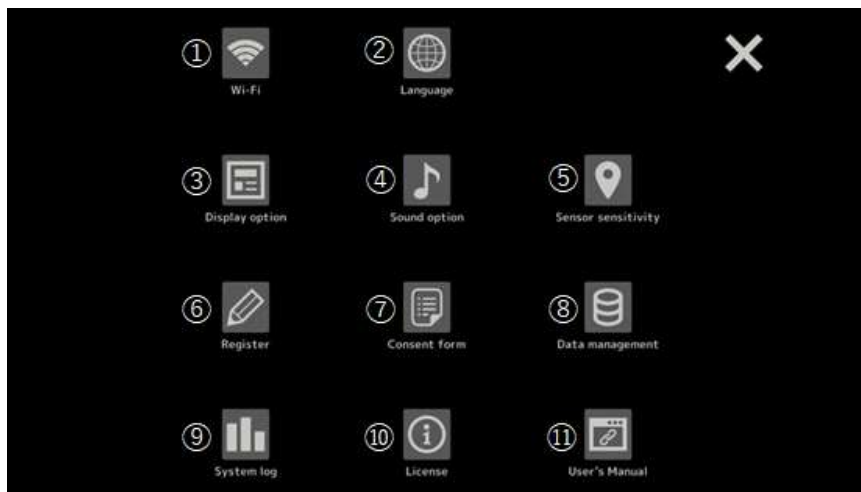 ① ②
Wi-Fi Language
③ ④ ⑤
Display option Sound option Sensor sensitivity
⑥ ⑦ ⑧
Register Consent form Data management
⑨ ⑩ ⑪
System log License User's Manual